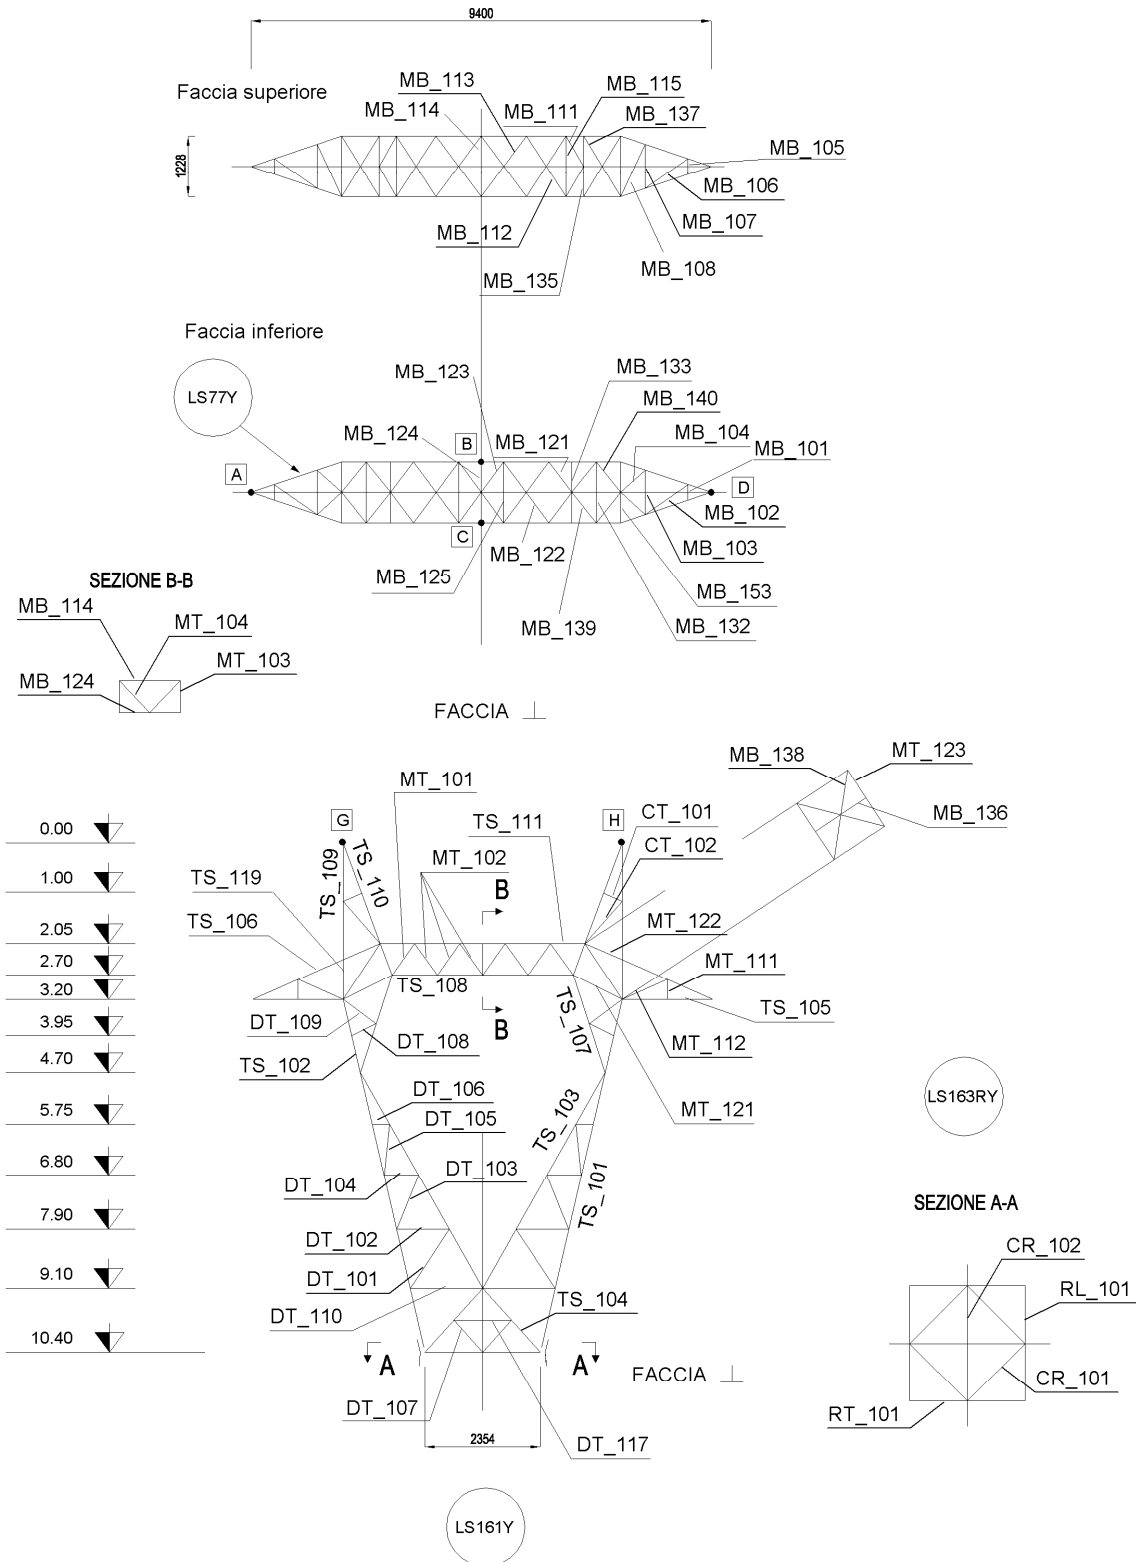 9400
Faccia superiore
MB_113
MB_115
MB_114
MB_111
MB_137
1228
MB_105
MB_106
MB_107
MB_112
MB_108
MB_135
Faccia inferiore
LS77Y
MB_123
MB_133
MB_140
MB_124
B
MB_121
MB_104
MB_101
A
D
MB_102
C
MB_122
MB_103
MB_125
MB_153
MB_139
MB_132
SEZIONE B-B
MB_114
MT_104
MT_103
MB_124
FACCIA
MB_138
MT_123
MB_136
MT_101
G
H
CT_101
TS_111
CT_102
MT_102
TS_109
TS_110
TS_119
TS_106
B
MT_122
MT_111
TS_108
TS_107
TS_105
DT_109
B
DT_108
MT_112
TS_102
0.00
1.00
2.05
2.70
3.20
3.95
4.70
5.75
6.80
7.90
9.10
10.40
DT_106
MT_121
LS163RY
DT_105
TS_103
DT_103
DT_104
TS_101
DT_102
DT_101
DT_110
TS_104
A
A
FACCIA
DT_107
2354
DT_117
SEZIONE A-A
CR_102
RL_101
CR_101
RT_101
LS161Y